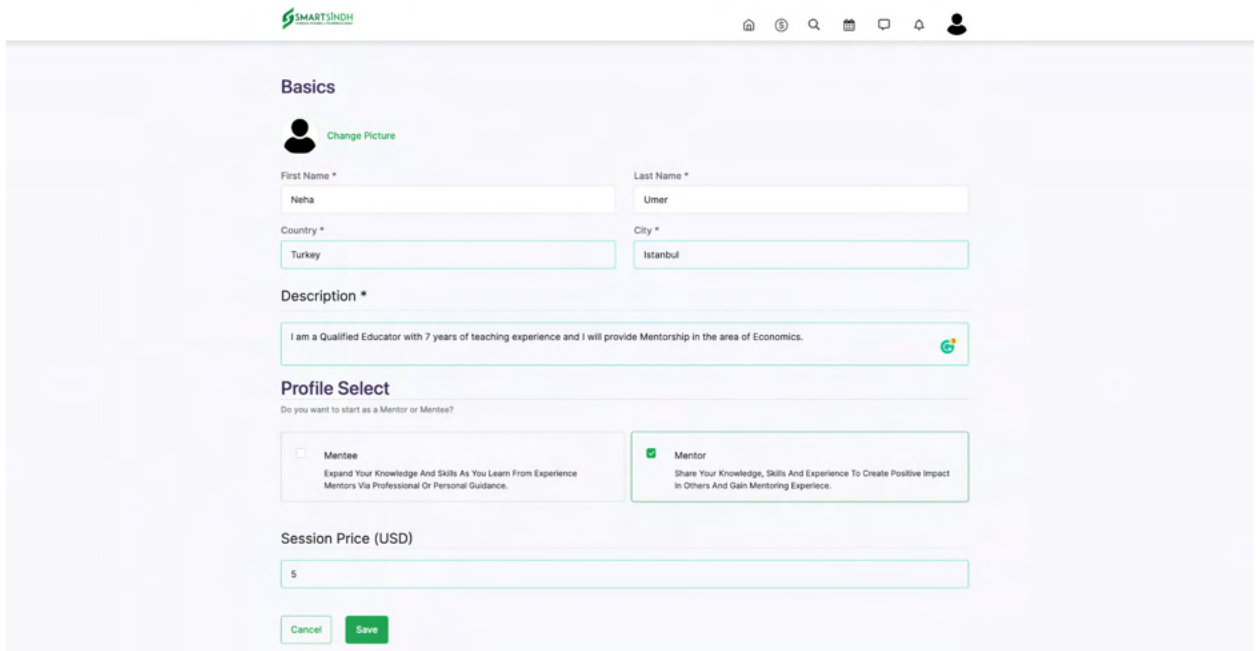 SMARTSINDH
Basics
Change Picture
First Name *
Last Name *
Neha
Umer
Country *
City *
Turkey
Istanbul
Description *
I am a Qualified Educator with 7 years of teaching experience and I will provide Mentorship in the area of Economics.
Profile Select
Do you want to start as a Mentor or Mentee?
Mentee
Expand Your Knowledge And Skills As You Learn From Experience
Mentors Via Professional Or Personal Guidance.
Mentor
Share Your Knowledge, Skills And Experience To Create Positive Impact
In Others And Gain Mentoring Experiece.
Session Price (USD)
5
Cancel
Save